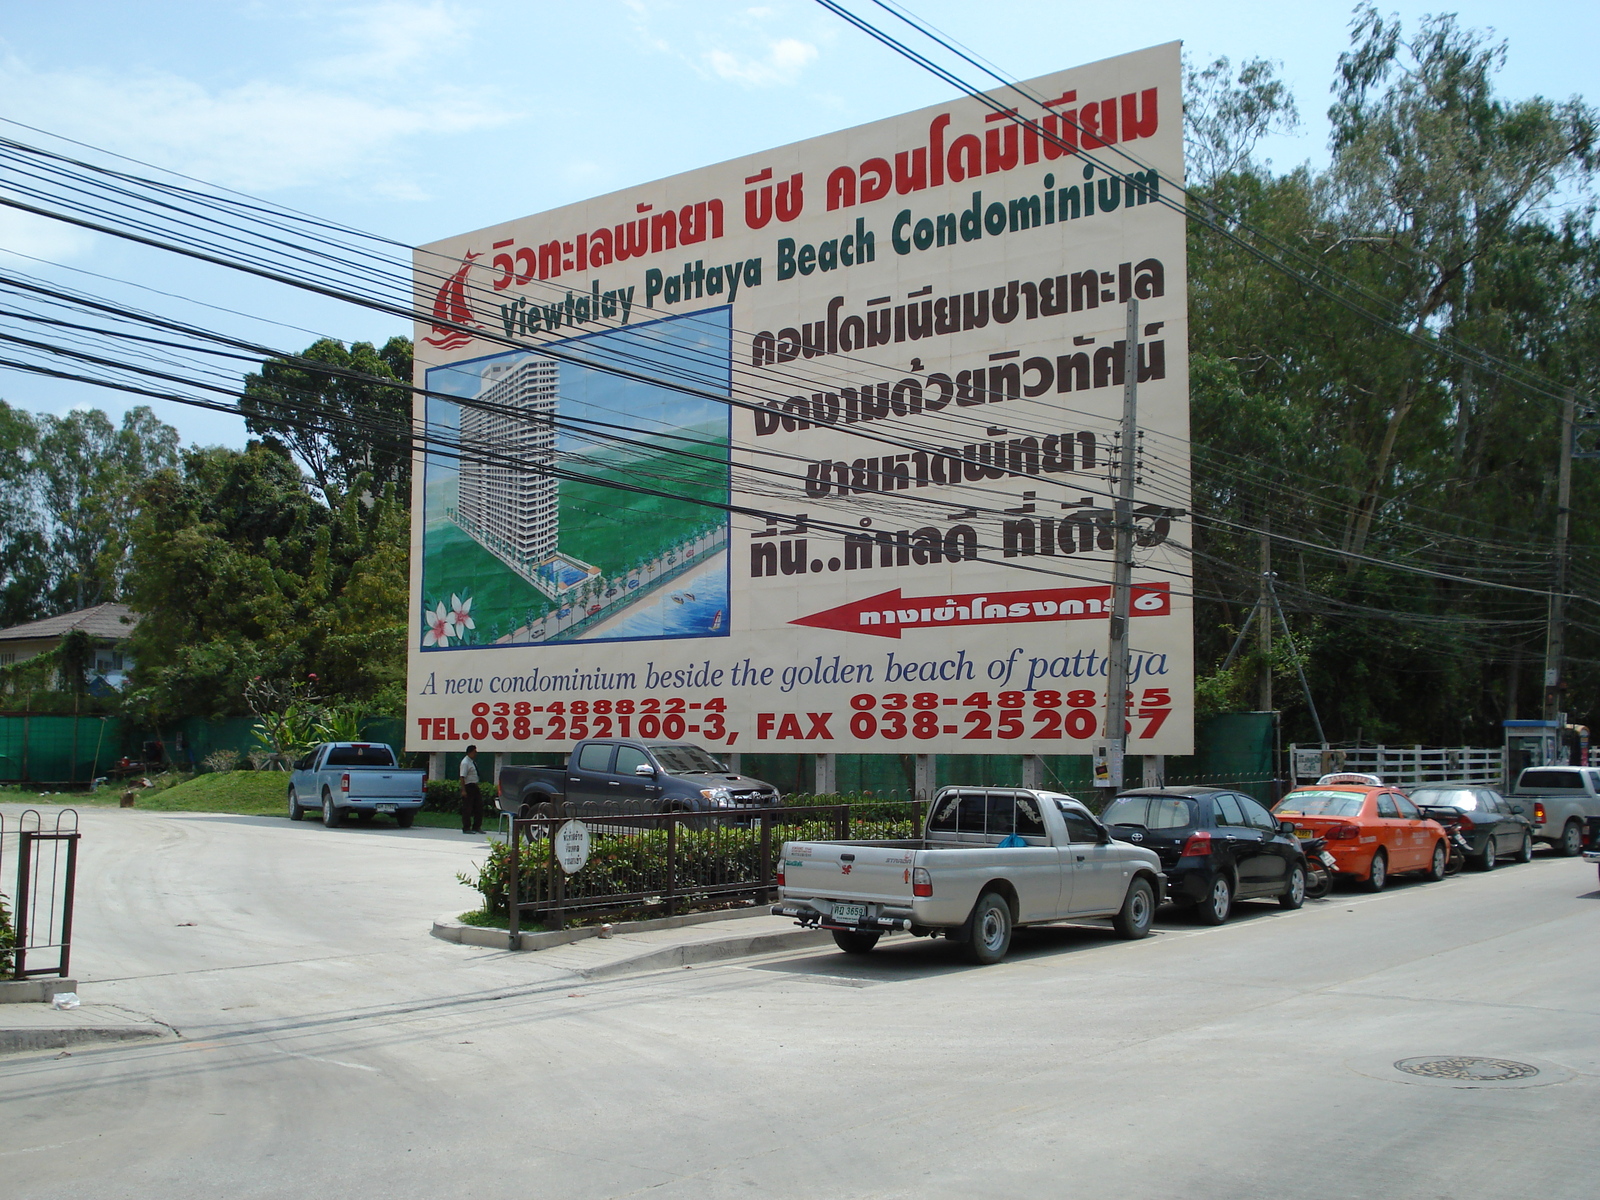 วิวทะเลพัทยา บีช คอนโดมิเนียม
Viewtalay Pattaya Beach Condominium
คอนโดมิเนียมชายทะเล
งดงามด้วยทิวทัศน์
ชายหาดพัทยา
ที่นี่..ทำเลดี ที่เดียว
ทางเข้าโครงการ 6
A new condominium beside the golden beach of pattaya
038-488822-4
TEL.038-252100-3, FAX 038-2520 7
3659